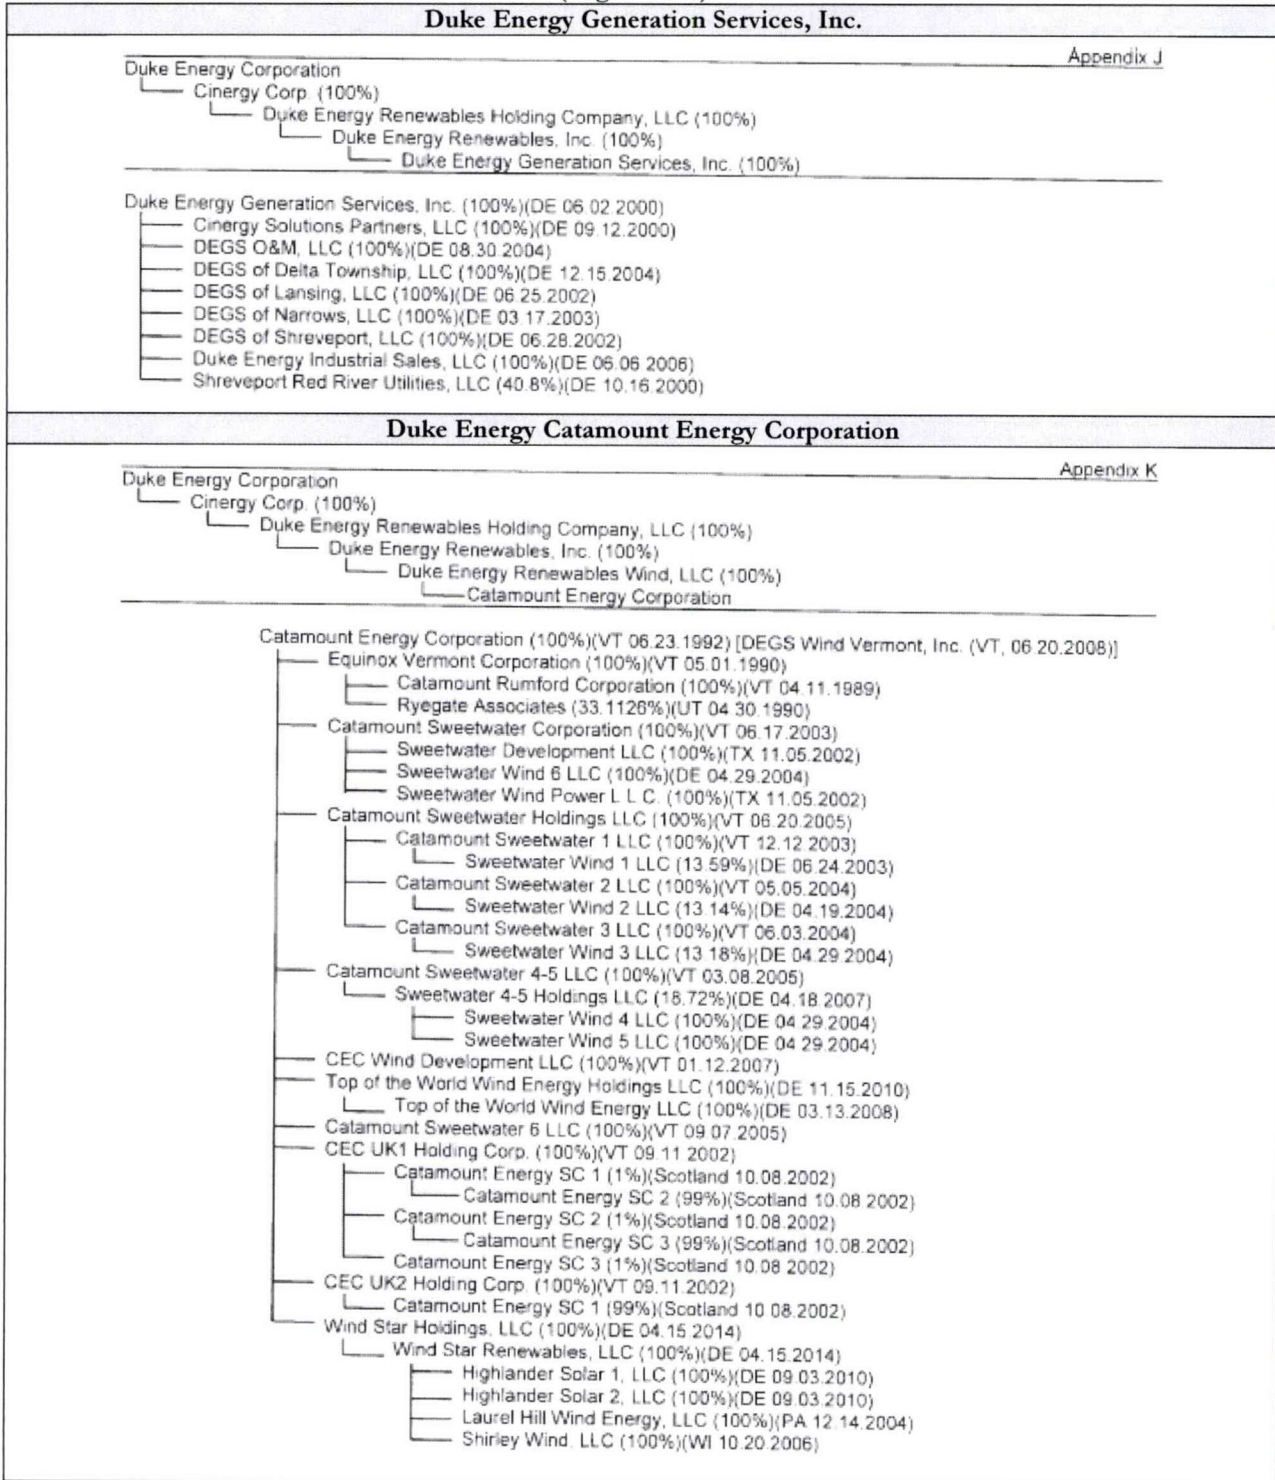 Duke Energy Generation Services, Inc.
Appendix J
Duke Energy Corporation
Cinergy Corp. (100%)
Duke Energy Renewables Holding Company, LLC (100%)
Duke Energy Renewables, Inc. (100%)
Duke Energy Generation Services, Inc. (100%)
Duke Energy Generation Services, Inc. (100%)(DE 06.02.2000)
Cinergy Solutions Partners, LLC (100%)(DE 09.12.2000)
DEGS O&M, LLC (100%)(DE 08.30.2004)
DEGS of Delta Township, LLC (100%)(DE 12.15.2004)
DEGS of Lansing, LLC (100%)(DE 06.25.2002)
DEGS of Narrows, LLC (100%)(DE 03.17.2003)
DEGS of Shreveport, LLC (100%)(DE 06.28.2002)
Duke Energy Industrial Sales, LLC (100%)(DE 06.06.2006)
Shreveport Red River Utilities, LLC (40.8%)(DE 10.16.2000)
Duke Energy Catamount Energy Corporation
Appendix K
Duke Energy Corporation
Cinergy Corp. (100%)
Duke Energy Renewables Holding Company, LLC (100%)
Duke Energy Renewables, Inc. (100%)
Duke Energy Renewables Wind, LLC (100%)
Catamount Energy Corporation
Catamount Energy Corporation (100%)(VT 06.23.1992) [DEGS Wind Vermont, Inc. (VT, 06.20.2008)]
Equinox Vermont Corporation (100%)(VT 05.01.1990)
Catamount Rumford Corporation (100%)(VT 04.11.1989)
Ryegate Associates (33.1126%)(UT 04.30.1990)
Catamount Sweetwater Corporation (100%)(VT 06.17.2003)
Sweetwater Development LLC (100%)(TX 11.05.2002)
Sweetwater Wind 6 LLC (100%)(DE 04.29.2004)
Sweetwater Wind Power L.L.C. (100%)(TX 11.05.2002)
Catamount Sweetwater Holdings LLC (100%)(VT 06.20.2005)
Catamount Sweetwater 1 LLC (100%)(VT 12.12.2003)
Sweetwater Wind 1 LLC (13.59%)(DE 06.24.2003)
Catamount Sweetwater 2 LLC (100%)(VT 05.05.2004)
Sweetwater Wind 2 LLC (13.14%)(DE 04.19.2004)
Catamount Sweetwater 3 LLC (100%)(VT 06.03.2004)
Sweetwater Wind 3 LLC (13.18%)(DE 04.29.2004)
Catamount Sweetwater 4-5 LLC (100%)(VT 03.08.2005)
Sweetwater 4-5 Holdings LLC (18.72%)(DE 04.18.2007)
Sweetwater Wind 4 LLC (100%)(DE 04.29.2004)
Sweetwater Wind 5 LLC (100%)(DE 04.29.2004)
CEC Wind Development LLC (100%)(VT 01.12.2007)
Top of the World Wind Energy Holdings LLC (100%)(DE 11.15.2010)
Top of the World Wind Energy LLC (100%)(DE 03.13.2008)
Catamount Sweetwater 6 LLC (100%)(VT 09.07.2005)
CEC UK1 Holding Corp. (100%)(VT 09.11.2002)
Catamount Energy SC 1 (1%)(Scotland 10.08.2002)
Catamount Energy SC 2 (99%)(Scotland 10.08.2002)
Catamount Energy SC 2 (1%)(Scotland 10.08.2002)
Catamount Energy SC 3 (99%)(Scotland 10.08.2002)
Catamount Energy SC 3 (1%)(Scotland 10.08.2002)
CEC UK2 Holding Corp. (100%)(VT 09.11.2002)
Catamount Energy SC 1 (99%)(Scotland 10.08.2002)
Wind Star Holdings, LLC (100%)(DE 04.15.2014)
Wind Star Renewables, LLC (100%)(DE 04.15.2014)
Highlander Solar 1, LLC (100%)(DE 09.03.2010)
Highlander Solar 2, LLC (100%)(DE 09.03.2010)
Laurel Hill Wind Energy, LLC (100%)(PA 12.14.2004)
Shirley Wind, LLC (100%)(WI 10.20.2006)